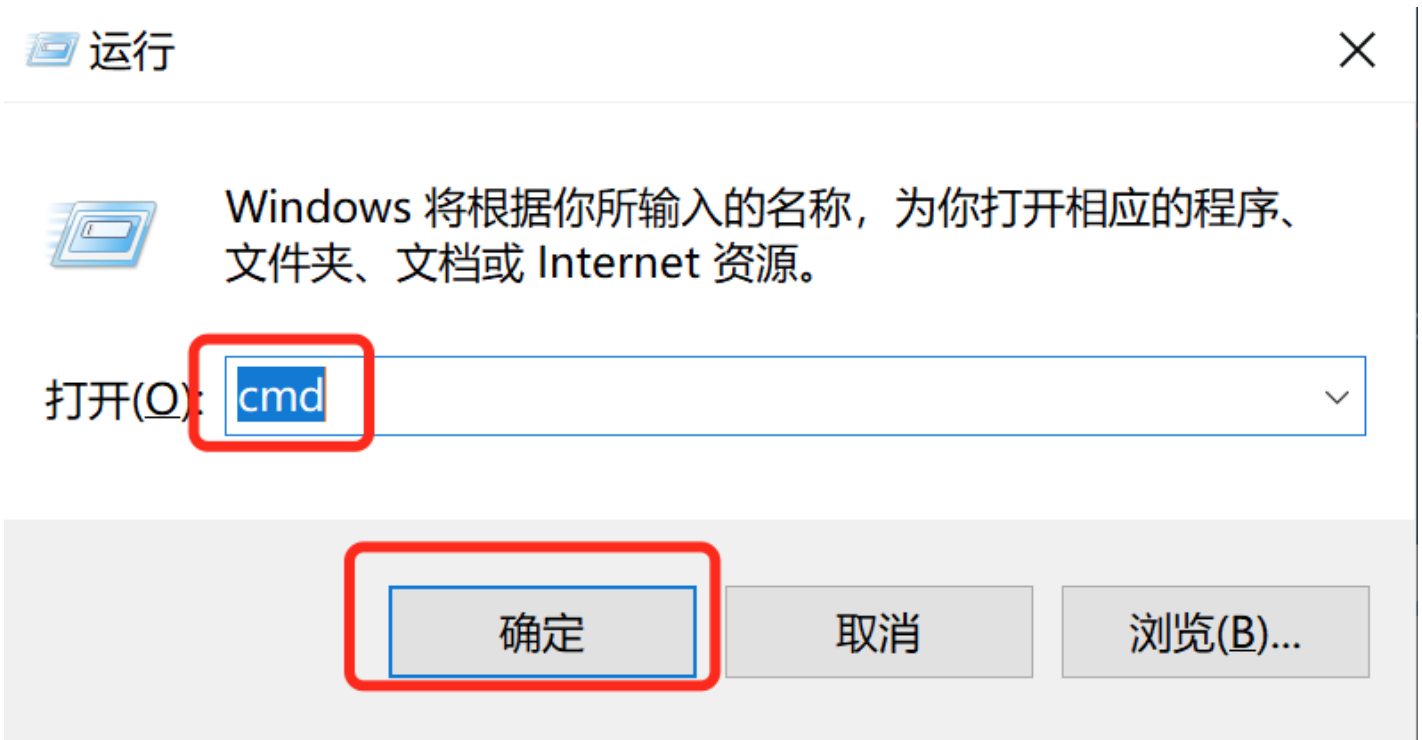 运行
Windows 将根据你所输入的名称，为你打开相应的程序、
文件夹、文档或 Internet 资源。
打开(O): cmd
确定 取消 浏览(B)...